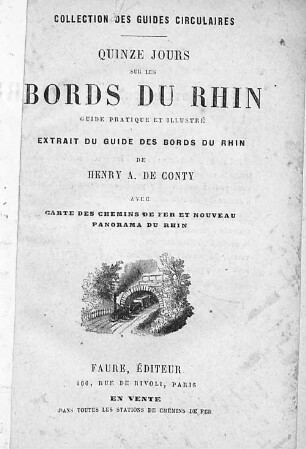 COLLECTION DES GUIDES CIRCULAIRES
QUINZE JOURS
SUR LES
BORDS DU RHIN
GUIDE PRATIQUE ET ILLUSTRÉ
EXTRAIT DU GUIDE DES BORDS DU RHIN
DE
HENRY A. DE CONTY
AVEC
CARTE DES CHEMINS DE FER ET NOUVEAU
PANORAMA DU RHIN
FAURE, ÉDITEUR
166, RUE DE RIVOLI, PARIS
EN VENTE
DANS TOUTES LES STATIONS DE CHEMINS DE FER